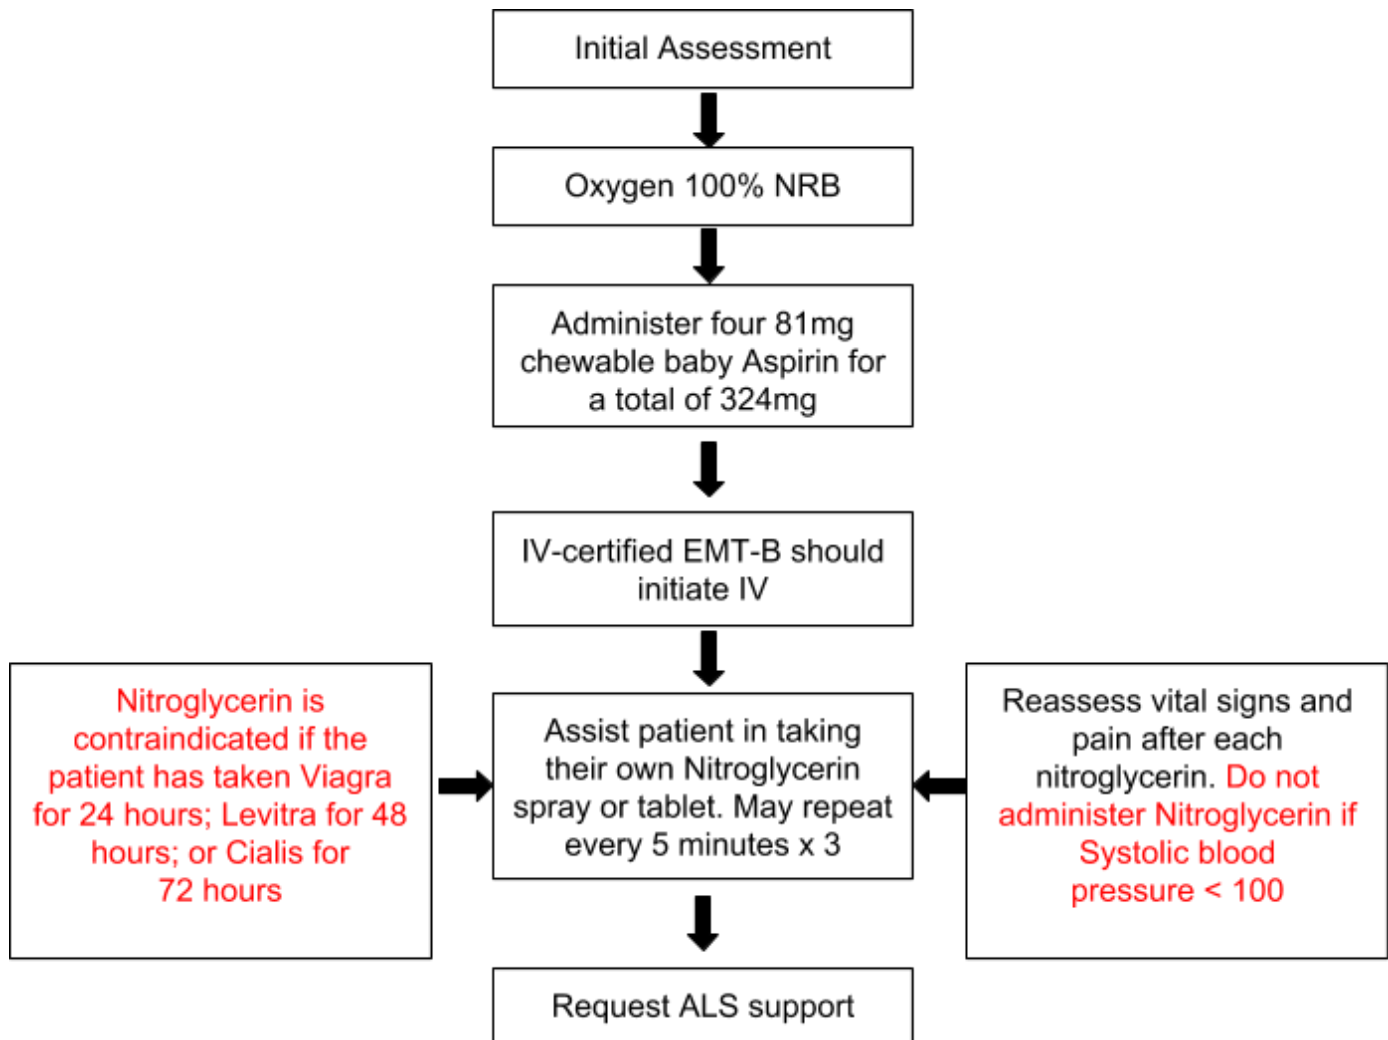 Initial Assessment
Oxygen 100% NRB
Administer four 81mg
chewable baby Aspirin for
a total of 324mg
IV-certified EMT-B should
initiate IV
Nitroglycerin is
contraindicated if the
patient has taken Viagra
for 24 hours; Levitra for 48
hours; or Cialis for
72 hours
Assist patient in taking
their own Nitroglycerin
spray or tablet. May repeat
every 5 minutes x 3
Reassess vital signs and
pain after each
nitroglycerin. Do not
administer Nitroglycerin if
Systolic blood
pressure < 100
Request ALS support